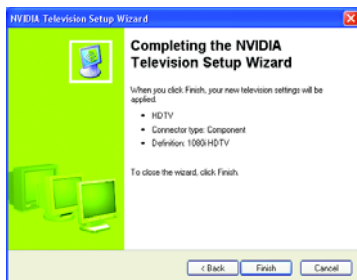 NVIDIA Television Setup Wizard
Completing the NVIDIA
Television Setup Wizard
When you click Finish, your new television settings will be
applied.
• HDTV
• Connector type: Component
• Definition: 1080i HDTV
To close the wizard, click Finish.
< Back
Finish
Cancel